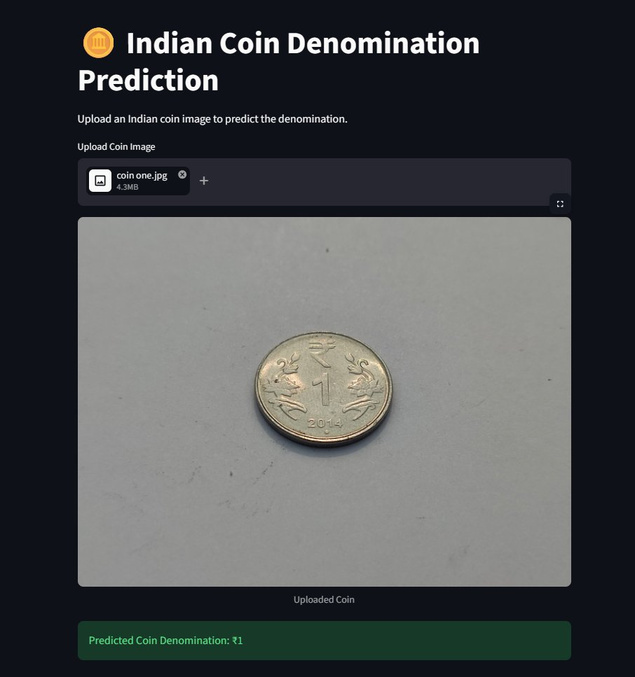 Indian Coin Denomination
Prediction
Upload an Indian coin image to predict the denomination.
Upload Coin Image
coin one.jpg
4.3MB
₹
1
2014
Uploaded Coin
Predicted Coin Denomination: ₹1